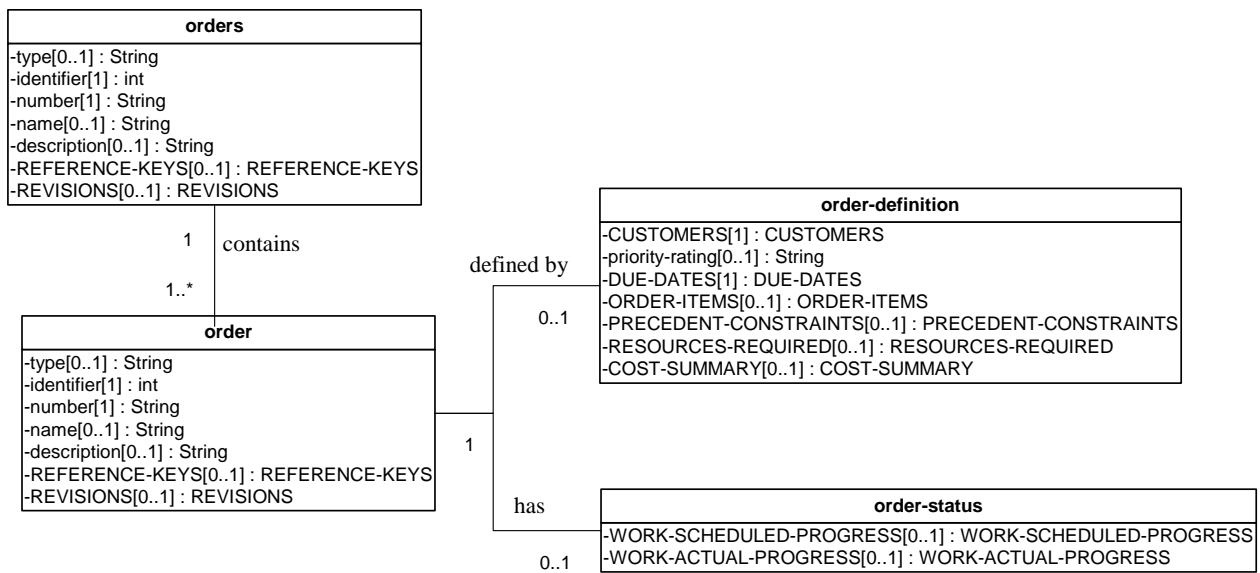 orders
-type[0..1] : String
-identifier[1] : int
-number[1] : String
-name[0..1] : String
-description[0..1] : String
-REFERENCE-KEYS[0..1] : REFERENCE-KEYS
-REVISIONS[0..1] : REVISIONS
1
contains
1..*
order
-type[0..1] : String
-identifier[1] : int
-number[1] : String
-name[0..1] : String
-description[0..1] : String
-REFERENCE-KEYS[0..1] : REFERENCE-KEYS
-REVISIONS[0..1] : REVISIONS
1
defined by
0..1
order-definition
-CUSTOMERS[1] : CUSTOMERS
-priority-rating[0..1] : String
-DUE-DATES[1] : DUE-DATES
-ORDER-ITEMS[0..1] : ORDER-ITEMS
-PRECEDENT-CONSTRAINTS[0..1] : PRECEDENT-CONSTRAINTS
-RESOURCES-REQUIRED[0..1] : RESOURCES-REQUIRED
-COST-SUMMARY[0..1] : COST-SUMMARY
has
0..1
order-status
-WORK-SCHEDULED-PROGRESS[0..1] : WORK-SCHEDULED-PROGRESS
-WORK-ACTUAL-PROGRESS[0..1] : WORK-ACTUAL-PROGRESS